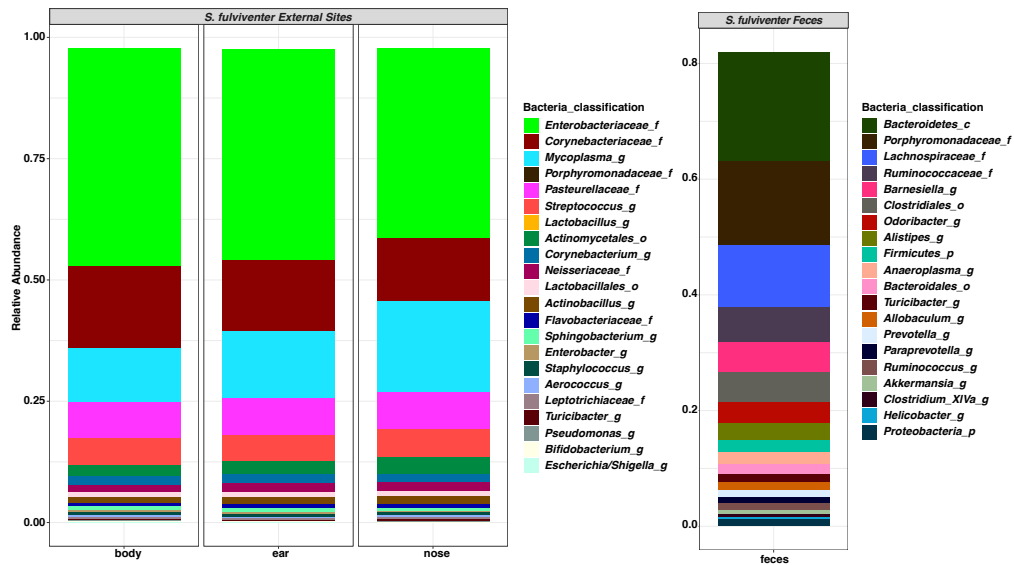 S. fulviventer External Sites
Relative Abundance
1.00
0.75
0.50
0.25
0.00
body
ear
nose
Bacteria_classification
Enterobacteriaceae_f
Corynebacteriaceae_f
Mycoplasma_g
Porphyromonadaceae_f
Pasteurellaceae_f
Streptococcus_g
Lactobacillus_g
Actinomycetales_o
Corynebacterium_g
Neisseriaceae_f
Lactobacillales_o
Actinobacillus_g
Flavobacteriaceae_f
Sphingobacterium_g
Enterobacter_g
Staphylococcus_g
Aerococcus_g
Leptotrichiaceae_f
Turicibacter_g
Pseudomonas_g
Bifidobacterium_g
Escherichia/Shigella_g
S. fulviventer Feces
0.8
0.6
0.4
0.2
0.0
feces
Bacteria_classification
Bacteroidetes_c
Porphyromonadaceae_f
Lachnospiraceae_f
Ruminococcaceae_f
Barnesiella_g
Clostridiales_o
Odoribacter_g
Alistipes_g
Firmicutes_p
Anaeroplasma_g
Bacteroidales_o
Turicibacter_g
Allobaculum_g
Prevotella_g
Paraprevotella_g
Ruminococcus_g
Akkermansia_g
Clostridium_XIVa_g
Helicobacter_g
Proteobacteria_p